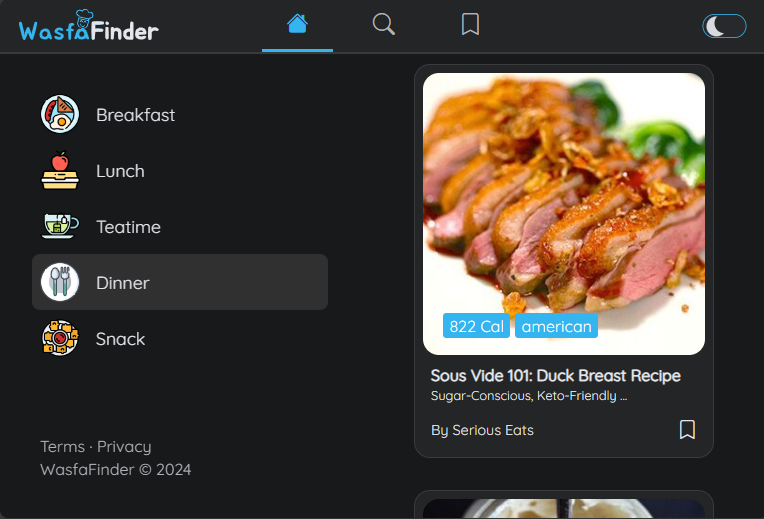 WasfaFinder
Breakfast
Lunch
Teatime
Dinner
Snack
Terms · Privacy
WasfaFinder © 2024
822 Cal american
Sous Vide 101: Duck Breast Recipe
Sugar-Conscious, Keto-Friendly ...
By Serious Eats